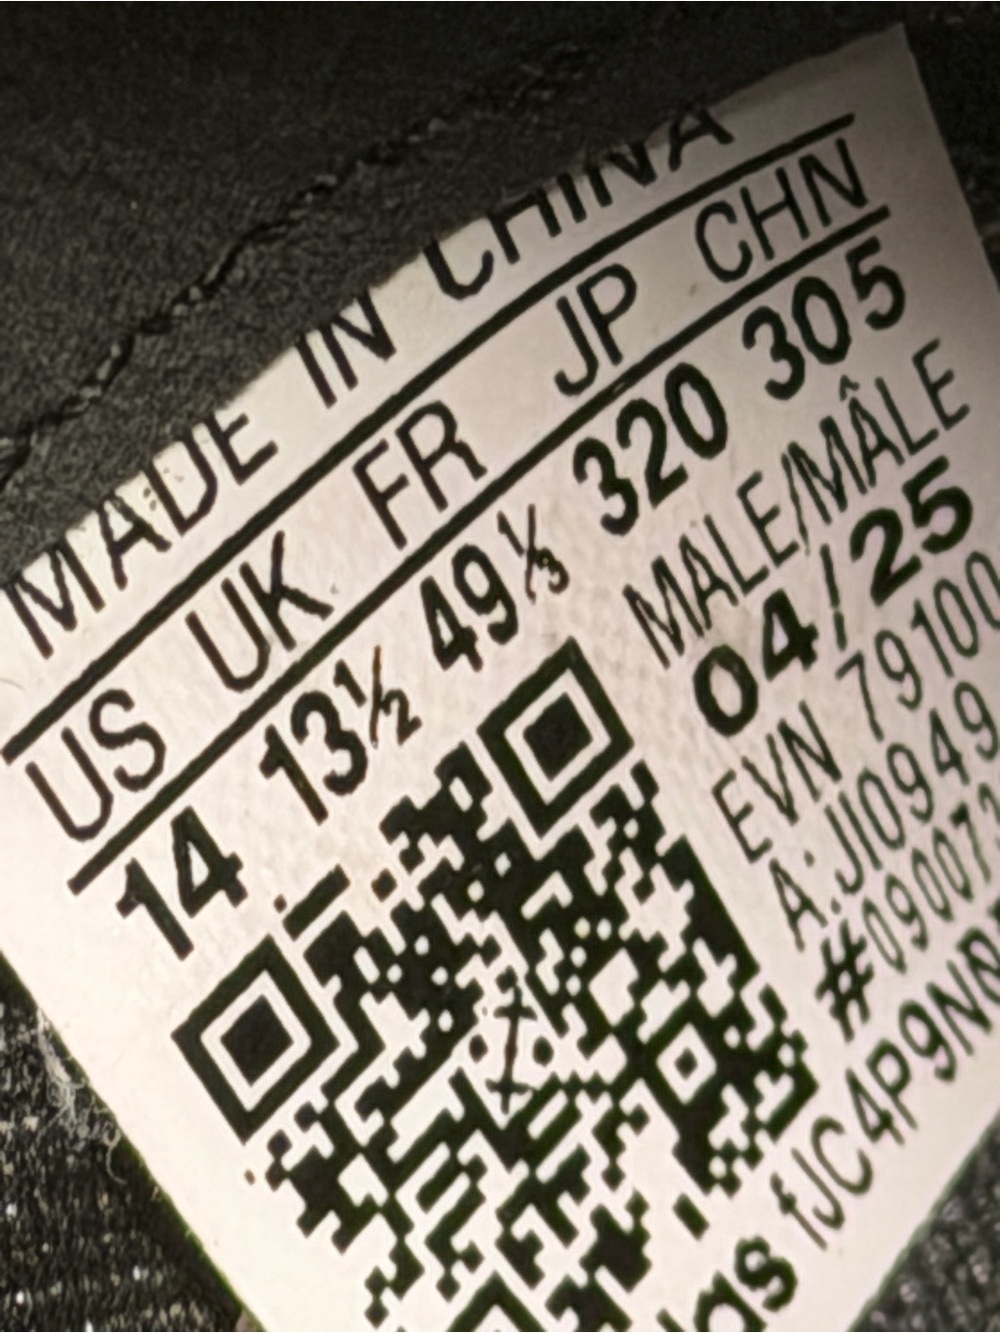 MADE IN CHINA
US UK FR JP CHN
14 13½ 49⅓ 320 305
MALE/MÂLE
04/25
EVN 79100
A: JI0949
#090073